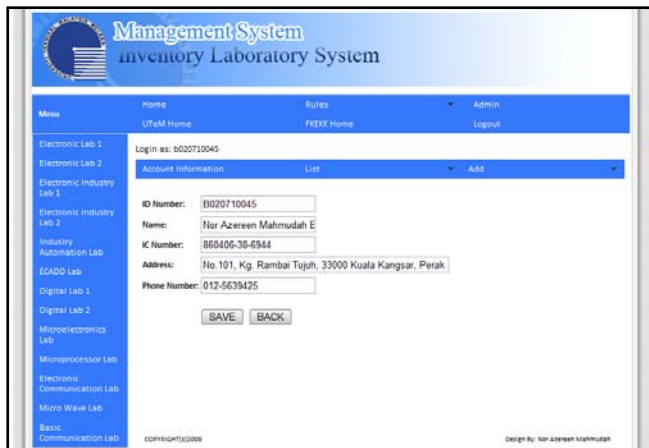 Management System
Inventory Laboratory System
Menu
Home
Rules
Admin
UTeM Home
FKEKK Home
Logout
Electronic Lab 1
Electronic Lab 2
Electronic Industry
Lab 1
Electronic Industry
Lab 2
Industry
Automation Lab
ECADD Lab
Digital Lab 1
Digital Lab 2
Microelectronics
Lab
Microprocessor Lab
Electronic
Communication Lab
Micro Wave Lab
Basic
Communication Lab
Login as: b020710045
Account Information
List
Add
ID Number: B020710045
Name: Nor Azereen Mahmudah E
IC Number: 860406-38-6944
Address: No.101, Kg. Rambai Tujuh, 33000 Kuala Kangsar, Perak
Phone Number: 012-5639425
SAVE BACK
COPYRIGHT(c)2008
Design By: Nor Azereen Mahmudah